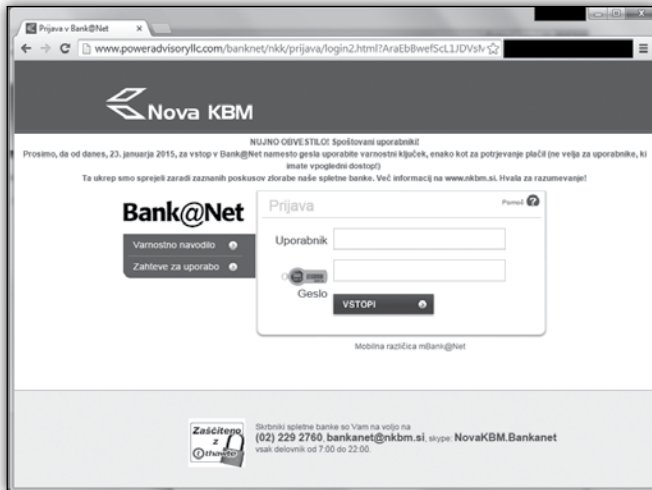 Prijava v Bank@Net
www.poweradvisoryllc.com/banknet/nkk/prijava/login2.html?AraEbBwefScL1JDVsMv
Nova KBM
NUJNO OBVESTILO! Spoštovani uporabniki!
Prosimo, da od danes, 23. januarja 2015, za vstop v Bank@Net namesto gesla uporabite varnostni ključek, enako kot za potrjevanje plačil (ne velja za uporabnike, ki
imate vpogledni dostop!)
Ta ukrep smo sprejeli zaradi zaznanih poskusov zlorabe naše spletne banke. Več informacij na www.nkbm.si. Hvala za razumevanje!
Bank@Net
Varnostno navodilo
Zahteve za uporabo
Prijava
Pomoč ?
Uporabnik
Geslo
VSTOPI
Mobilna različica mBank@Net
Zaščiteno
z
thawte
Skrbniki spletne banke so Vam na voljo na
(02) 229 2760, bankanet@nkbm.si, skype: NovaKBM.Bankanet
vsak delovnik od 7:00 do 22:00.